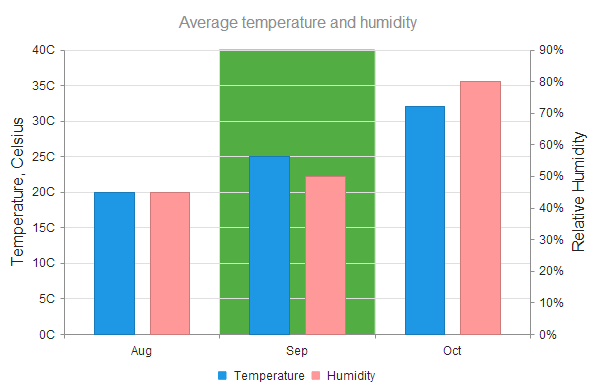 Average temperature and humidity
Temperature, Celsius
40C
35C
30C
25C
20C
15C
10C
5C
0C
90%
80%
70%
60%
50%
40%
30%
20%
10%
0%
Relative Humidity
Aug Sep Oct
Temperature Humidity